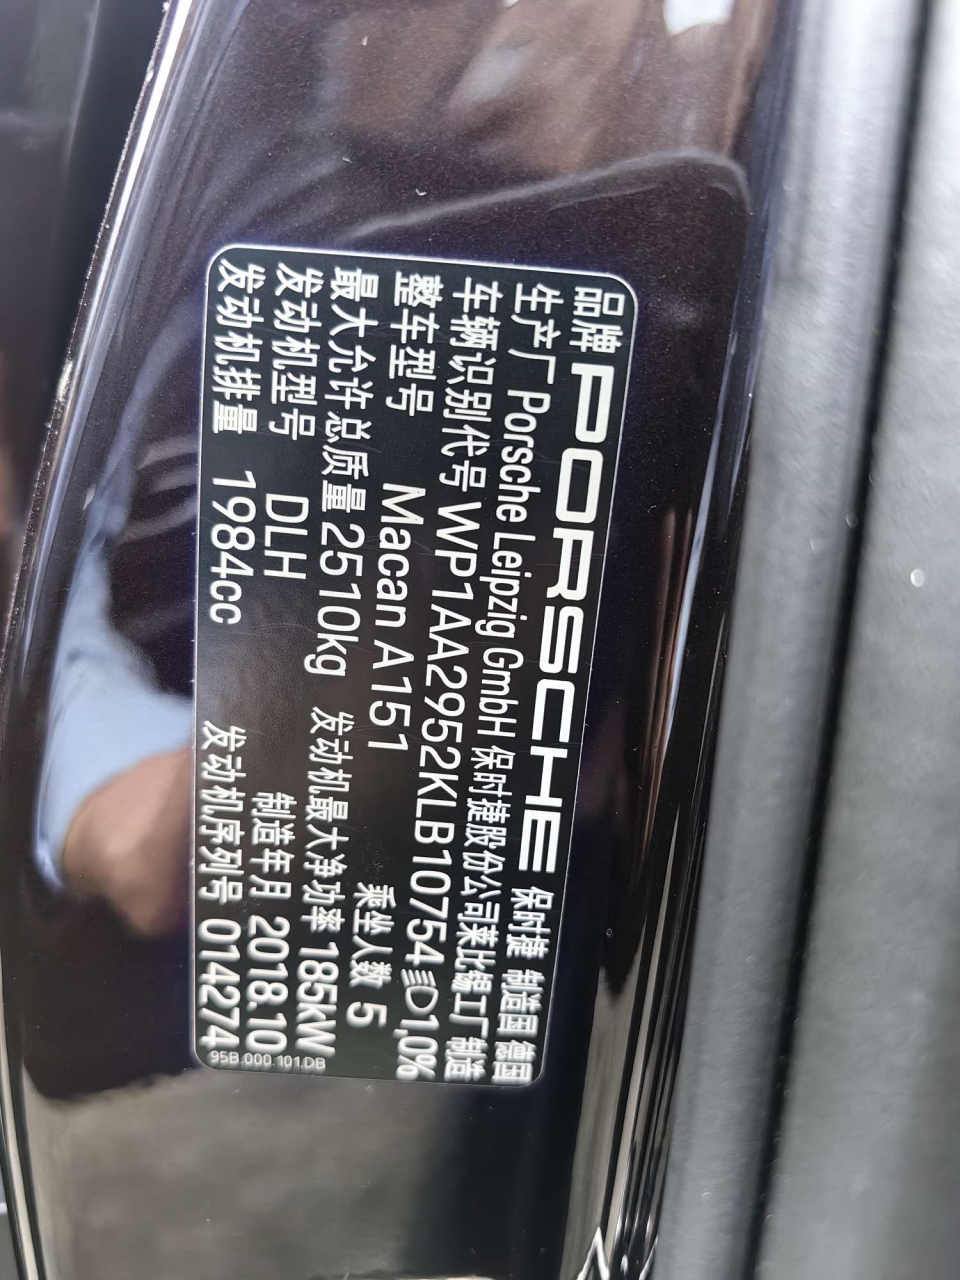 品牌 PORSCHE 保时捷 制造国 德国
生产厂 Porsche Leipzig GmbH 保时捷股份公司莱比锡工厂制造
车辆识别代号 WP1AA2952KLB10754 1,0%
整车型号 Macan A151 乘坐人数 5
最大允许总质量 2510kg 发动机最大净功率 185kW
发动机型号 DLH 制造年月 2018.10
发动机排量 1984cc 发动机序列号 014274
95B.000.101.DB